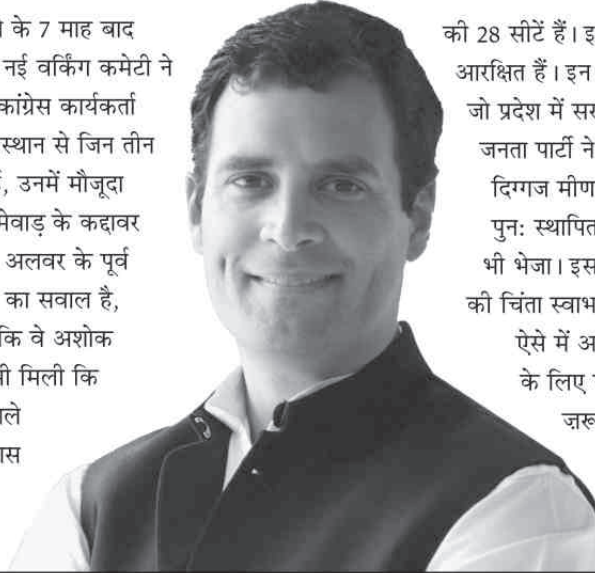 के 7 माह बाद
नई वर्किंग कमेटी ने
कांग्रेस कार्यकर्ता
स्थान से जिन तीन
उनमें मौजूदा
मेवाड़ के कद्दावर
अलवर के पूर्व
का सवाल है,
कि वे अशोक
मिली कि
की 28 सीटें हैं। इ
आरक्षित हैं। इन
जो प्रदेश में सर
जनता पार्टी ने
दिग्गज मीण
पुन: स्थापित
भी भेजा। इस
की चिंता स्वाभ
ऐसे में अ
के लिए
ज़रू